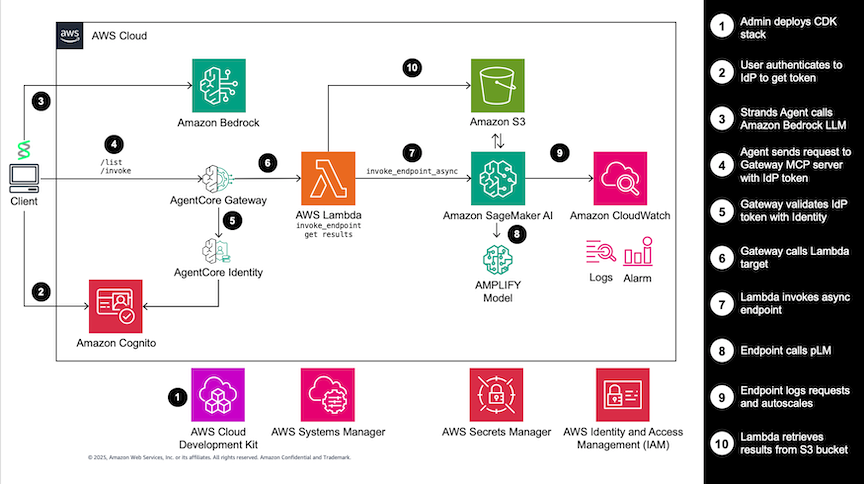 aws
AWS Cloud
10
3
Amazon Bedrock
Amazon S3
4
/list
/invoke
6
7
invoke_endpoint_async
9
Client
AgentCore Gateway
AWS Lambda
invoke_endpoint
get results
Amazon SageMaker AI
Amazon CloudWatch
5
8
AgentCore Identity
AMPLIFY
Model
Logs
Alarm
2
Amazon Cognito
1
AWS Cloud
Development Kit
AWS Systems Manager
AWS Secrets Manager
AWS Identity and Access
Management (IAM)
© 2025, Amazon Web Services, Inc. or its affiliates. All rights reserved. Amazon Confidential and Trademark.
1
Admin deploys CDK
stack
2
User authenticates to
IdP to get token
3
Strands Agent calls
Amazon Bedrock LLM
4
Agent sends request to
Gateway MCP server
with IdP token
5
Gateway validates IdP
token with Identity
6
Gateway calls Lambda
target
7
Lambda invokes async
endpoint
8
Endpoint calls pLM
9
Endpoint logs requests
and autoscales
10
Lambda retrieves
results from S3 bucket